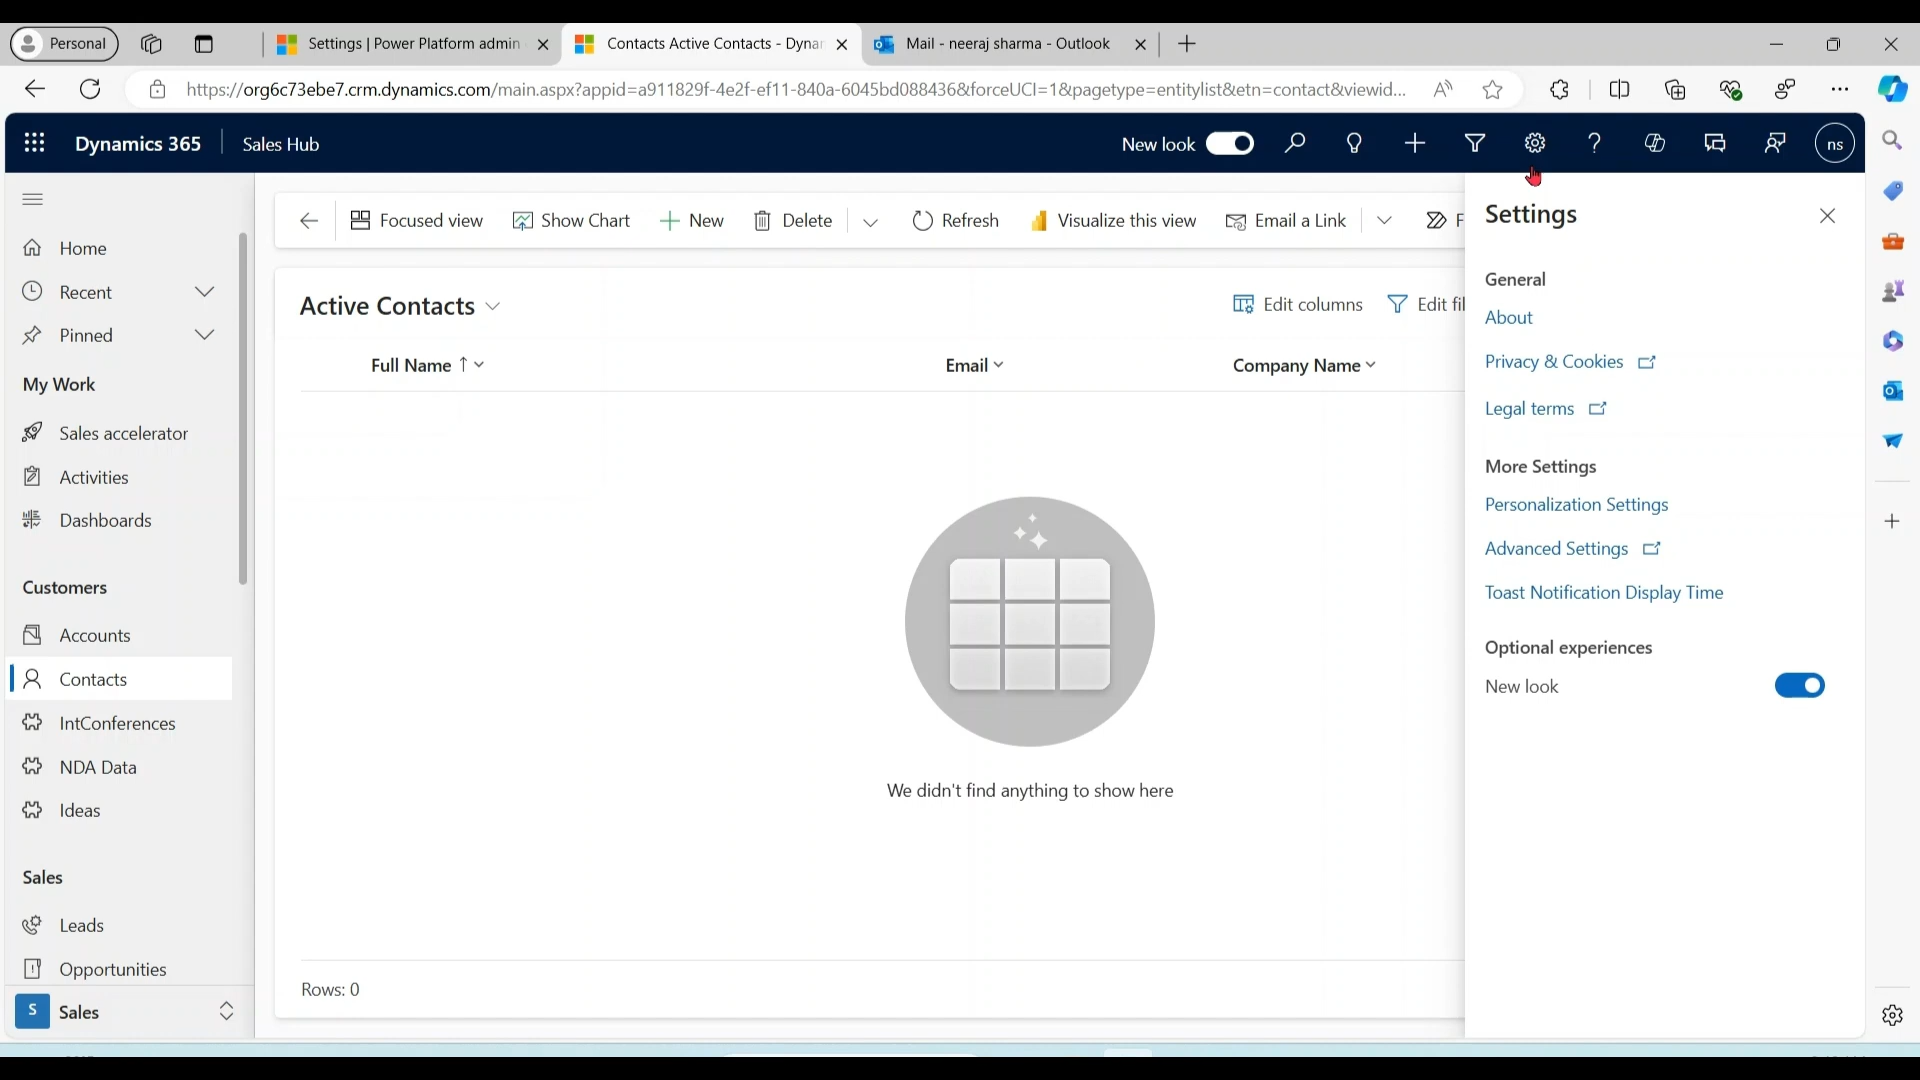 Personal
Settings | Power Platform admin
Contacts Active Contacts - Dynar
Mail - neeraj sharma - Outlook
https://org6c73ebe7.crm.dynamics.com/main.aspx?appid=a911829f-4e2f-ef11-840a-6045bd088436&forceUCI=1&pagetype=entitylist&etn=contact&viewid...
Dynamics 365
Sales Hub
New look
ns
Home
Recent
Pinned
My Work
Sales accelerator
Activities
Dashboards
Customers
Accounts
Contacts
IntConferences
NDA Data
Ideas
Sales
Leads
Opportunities
S Sales
Focused view
Show Chart
New
Delete
Refresh
Visualize this view
Email a Link
F
Active Contacts
Edit columns
Edit fil
Full Name
Email
Company Name
We didn't find anything to show here
Rows: 0
Settings
General
About
Privacy & Cookies
Legal terms
More Settings
Personalization Settings
Advanced Settings
Toast Notification Display Time
Optional experiences
New look